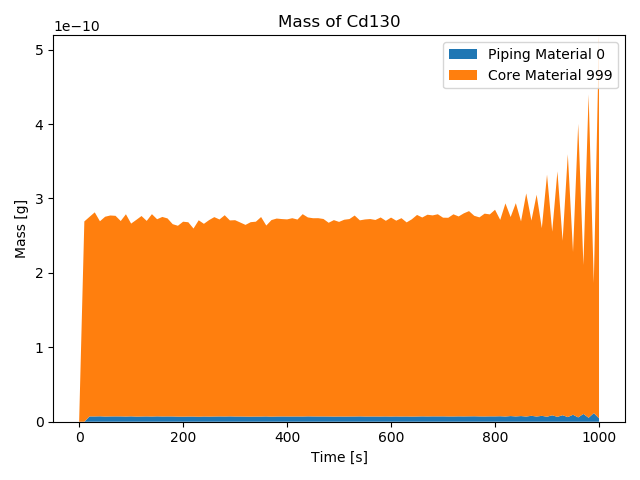 Mass of Cd130
1e−10
Piping Material 0
Core Material 999
5
4
3
2
1
0
Mass [g]
0 200 400 600 800 1000
Time [s]